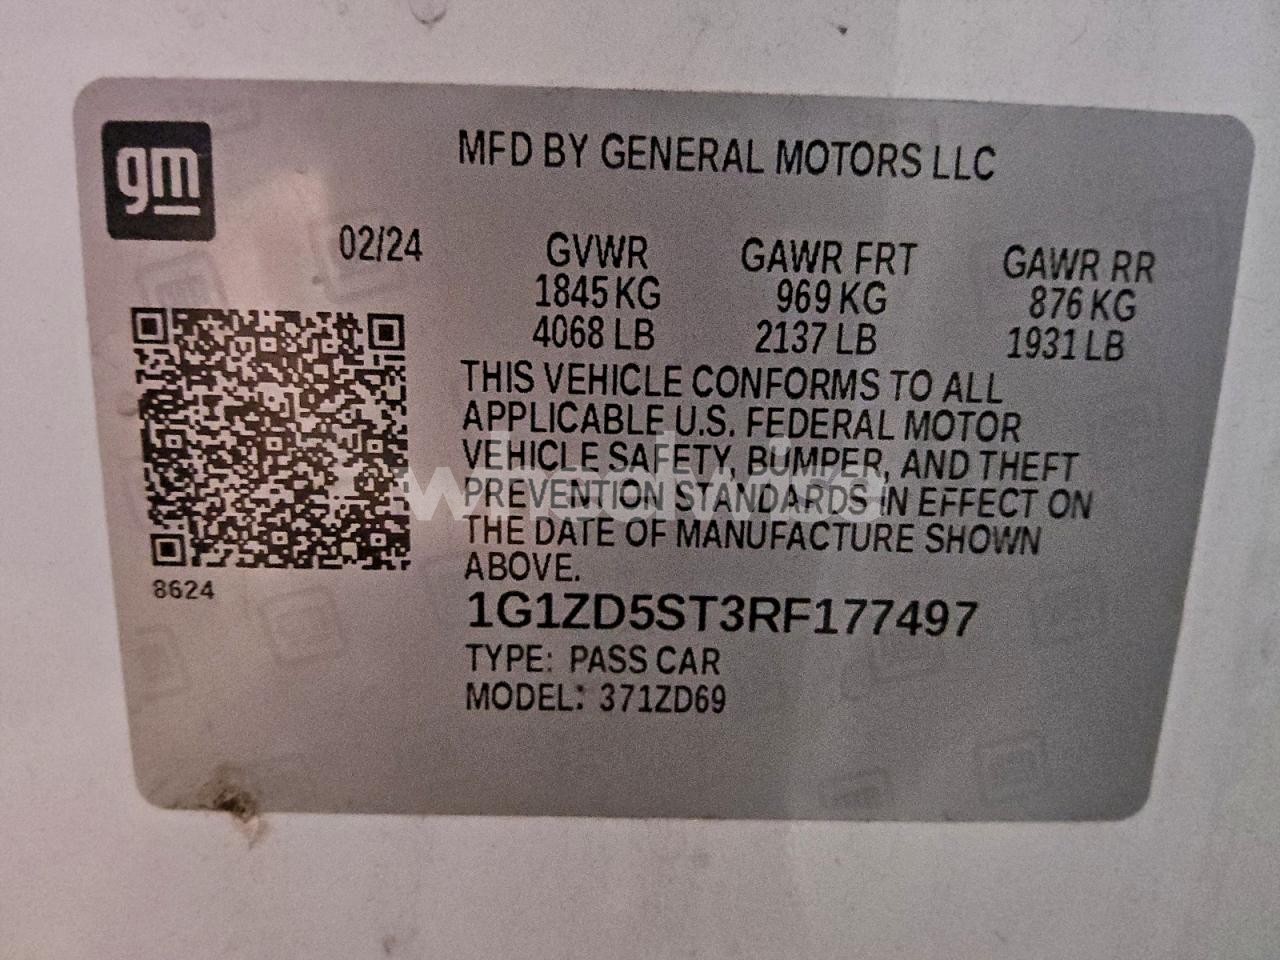 gm
MFD BY GENERAL MOTORS LLC
02/24 GVWR GAWR FRT GAWR RR
1845 KG 969 KG 876 KG
4068 LB 2137 LB 1931 LB
THIS VEHICLE CONFORMS TO ALL
APPLICABLE U.S. FEDERAL MOTOR
VEHICLE SAFETY, BUMPER, AND THEFT
PREVENTION STANDARDS IN EFFECT ON
THE DATE OF MANUFACTURE SHOWN
ABOVE.
8624
1G1ZD5ST3RF177497
TYPE: PASS CAR
MODEL: 371ZD69